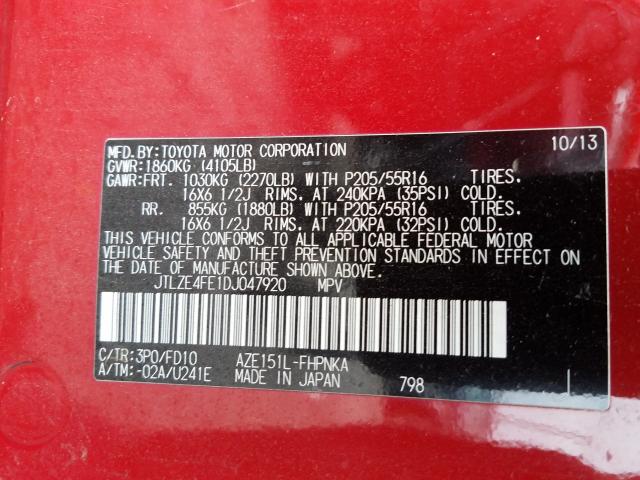 MFD.BY:TOYOTA MOTOR CORPORATION 10/13
GVWR:1860KG (4105LB)
GAWR:FRT. 1030KG (2270LB) WITH P205/55R16 TIRES.
16X6 1/2J RIMS. AT 240KPA (35PSI) COLD.
RR. 855KG (1880LB) WITH P205/55R16 TIRES.
16X6 1/2J RIMS. AT 220KPA (32PSI) COLD.
THIS VEHICLE CONFORMS TO ALL APPLICABLE FEDERAL MOTOR
VEHICLE SAFETY AND THEFT PREVENTION STANDARDS IN EFFECT ON
THE DATE OF MANUFACTURE SHOWN ABOVE.
JTLZE4FE1DJ047920 MPV
C/TR:3P0/FD10 AZE151L-FHPNKA
A/TM:-02A/U241E MADE IN JAPAN 798